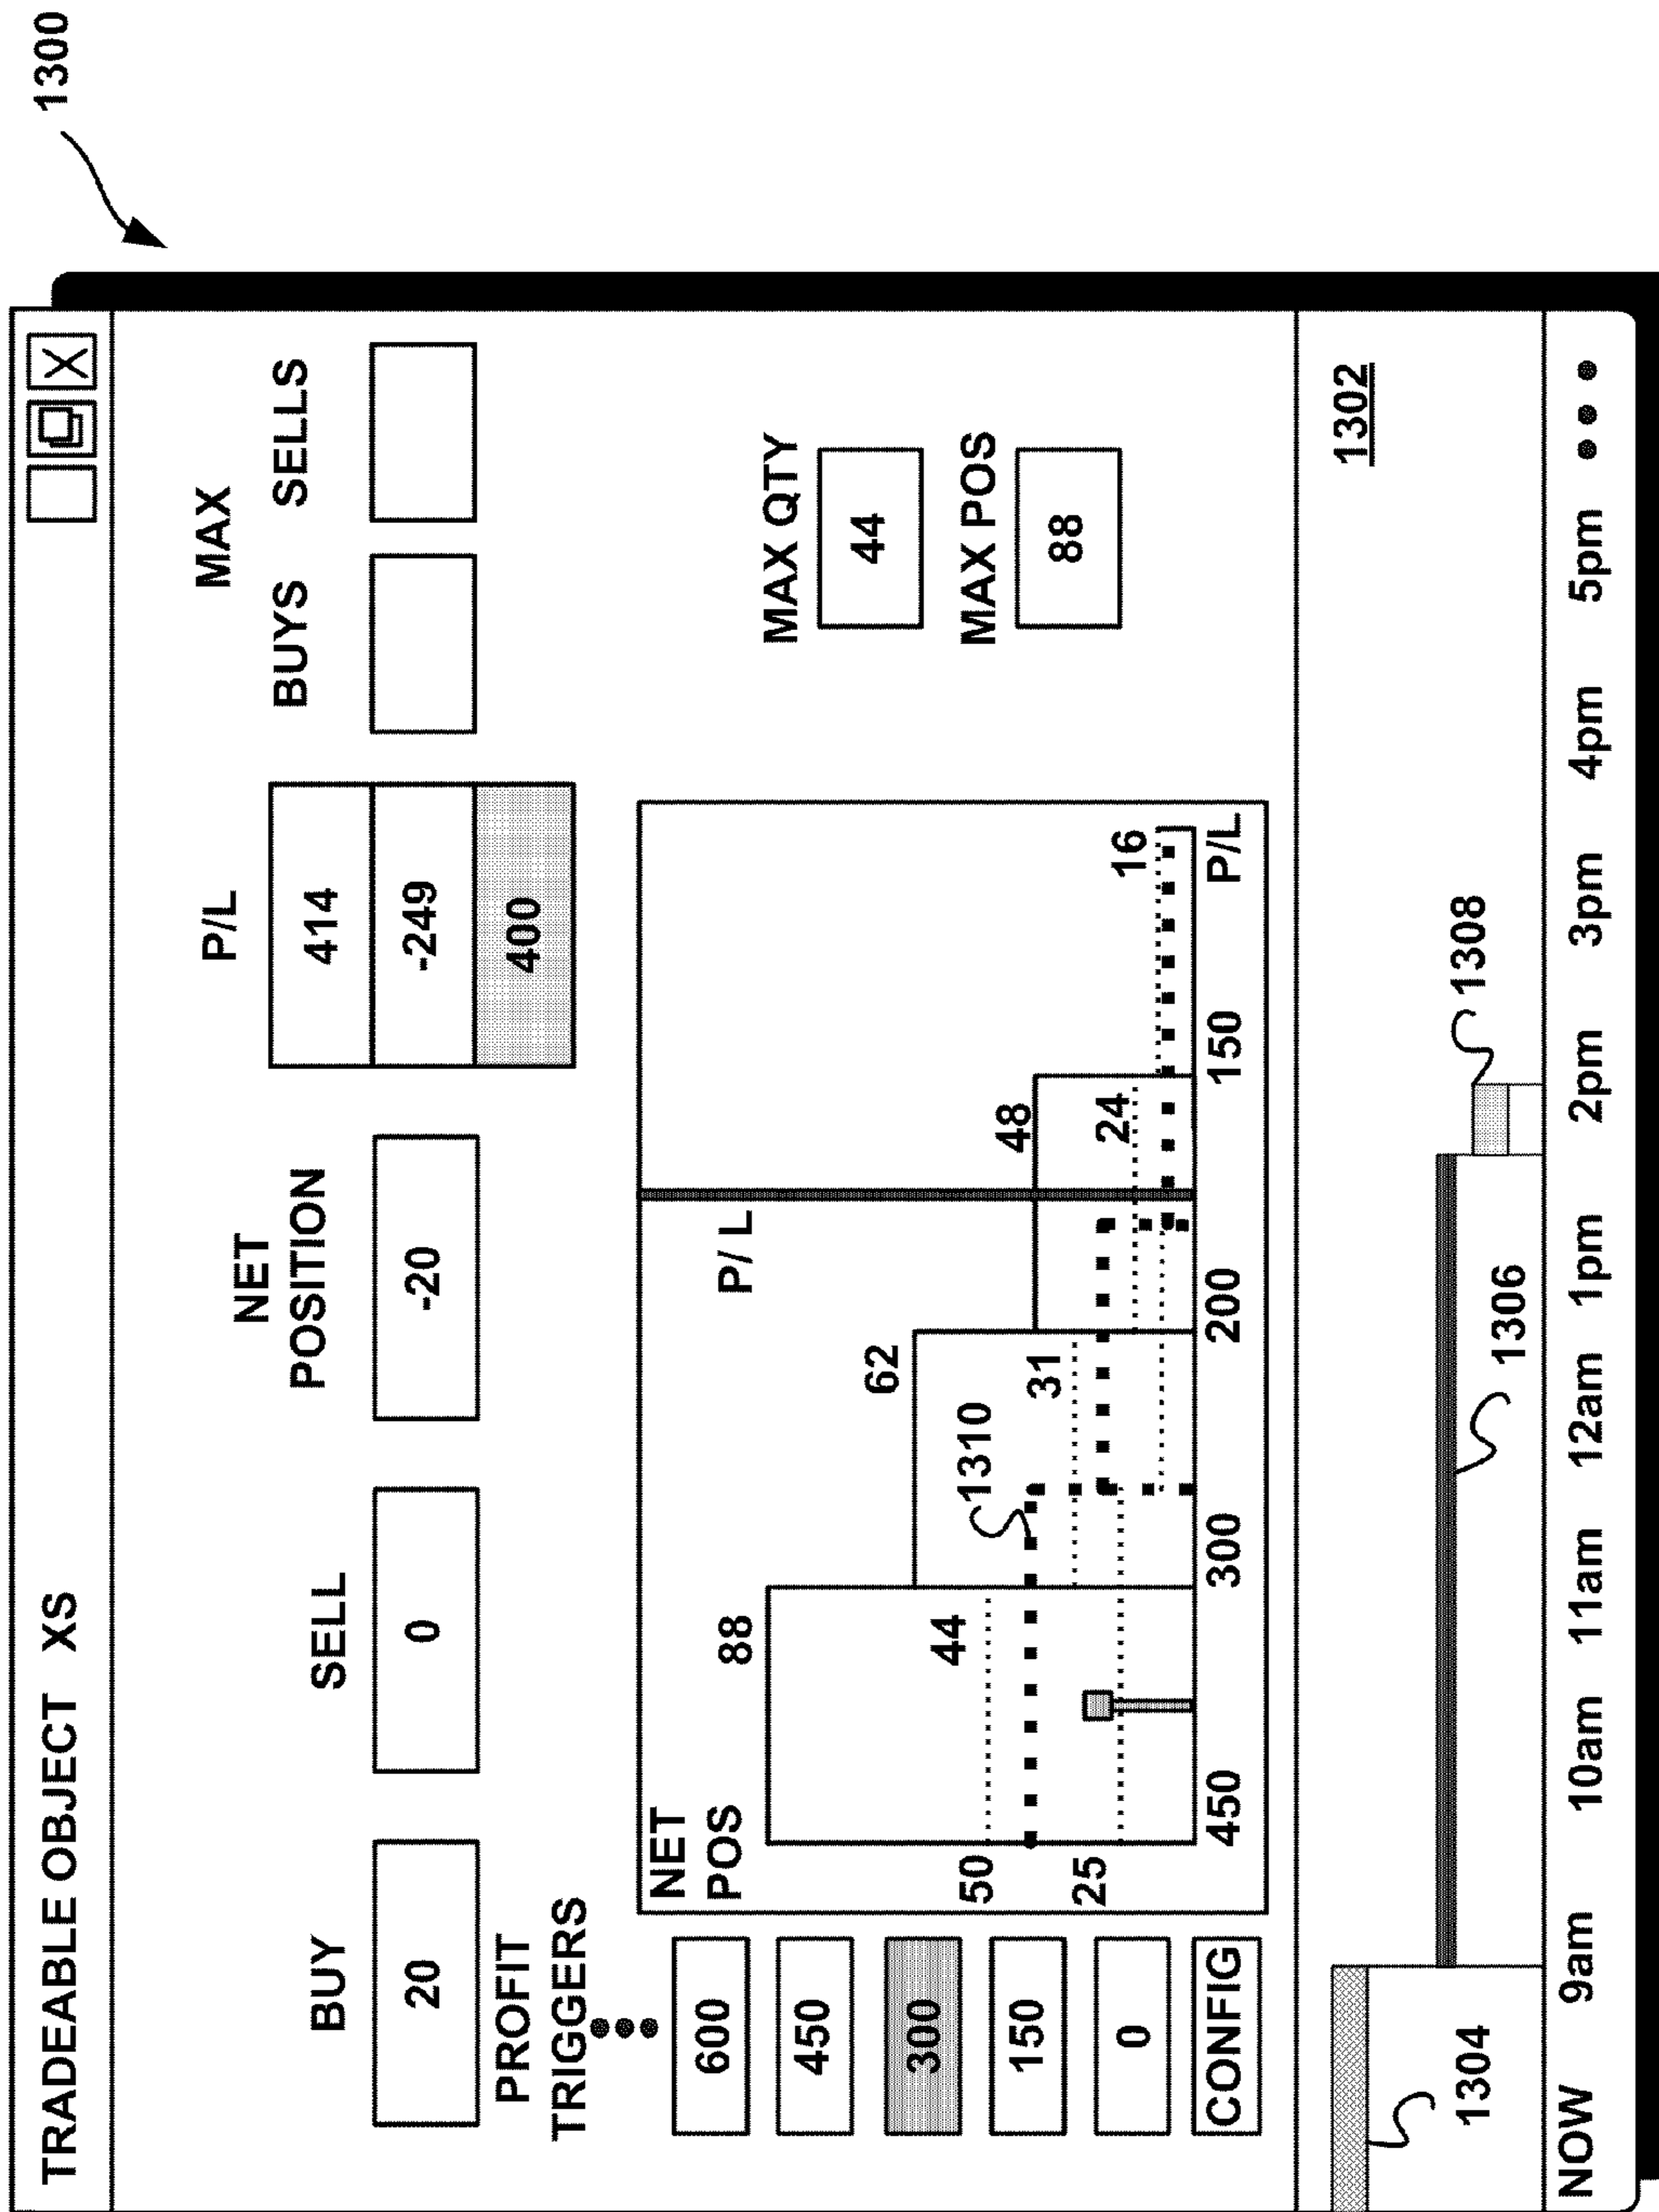 1300
TRADEABLE OBJECT XS
X
BUY
SELL
NET
POSITION
P/L
MAX
BUYS SELLS
20
0
-20
414
-249
400
PROFIT
TRIGGERS
600
450
300
150
0
CONFIG
NET
POS
P/ L
88
62
48
16
50
44
1310
31
24
25
450
300
200
150
P/L
MAX QTY
44
MAX POS
88
1302
1304
1306
1308
NOW 9am 10am 11am 12am 1pm 2pm 3pm 4pm 5pm